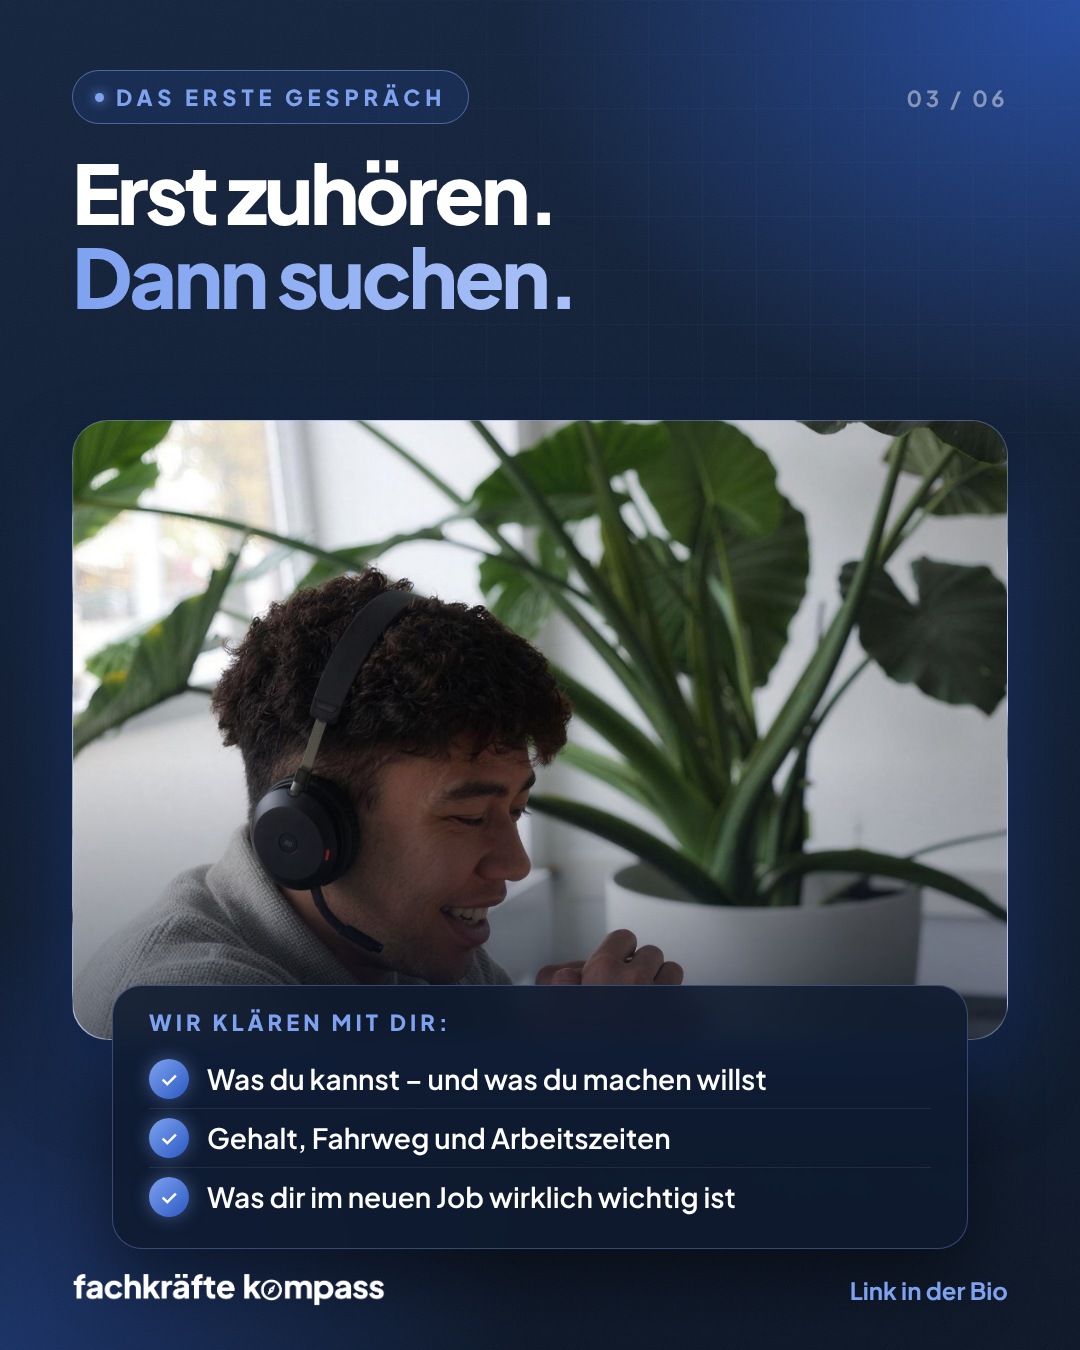 DAS ERSTE GESPRÄCH
03 / 06
Erst zuhören.
Dann suchen.
WIR KLÄREN MIT DIR:
Was du kannst – und was du machen willst
Gehalt, Fahrweg und Arbeitszeiten
Was dir im neuen Job wirklich wichtig ist
fachkräfte kompass
Link in der Bio